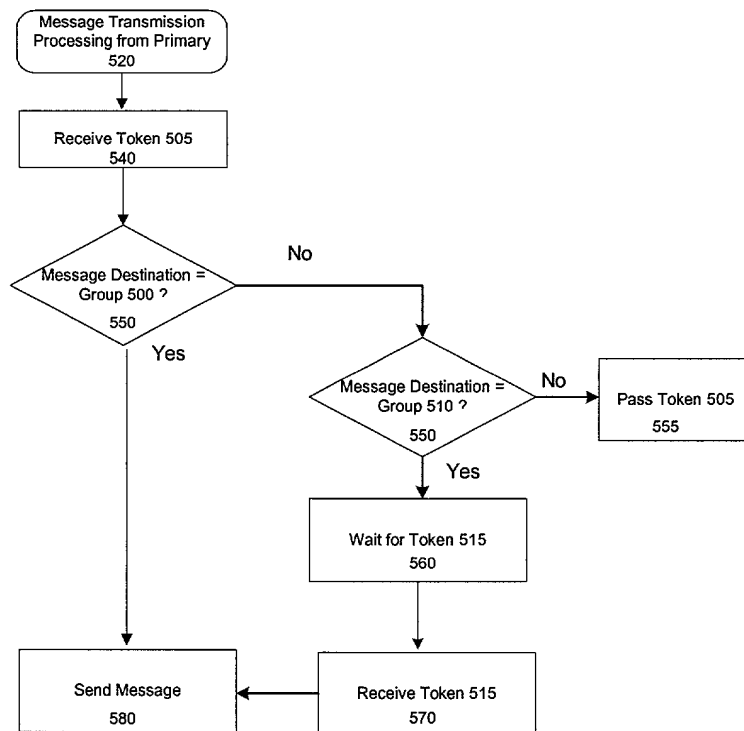 Message Transmission
Processing from Primary
520
Receive Token 505
540
Message Destination =
Group 500 ?
550
No
Yes
Message Destination =
Group 510 ?
550
No
Pass Token 505
555
Yes
Wait for Token 515
560
Send Message
580
Receive Token 515
570